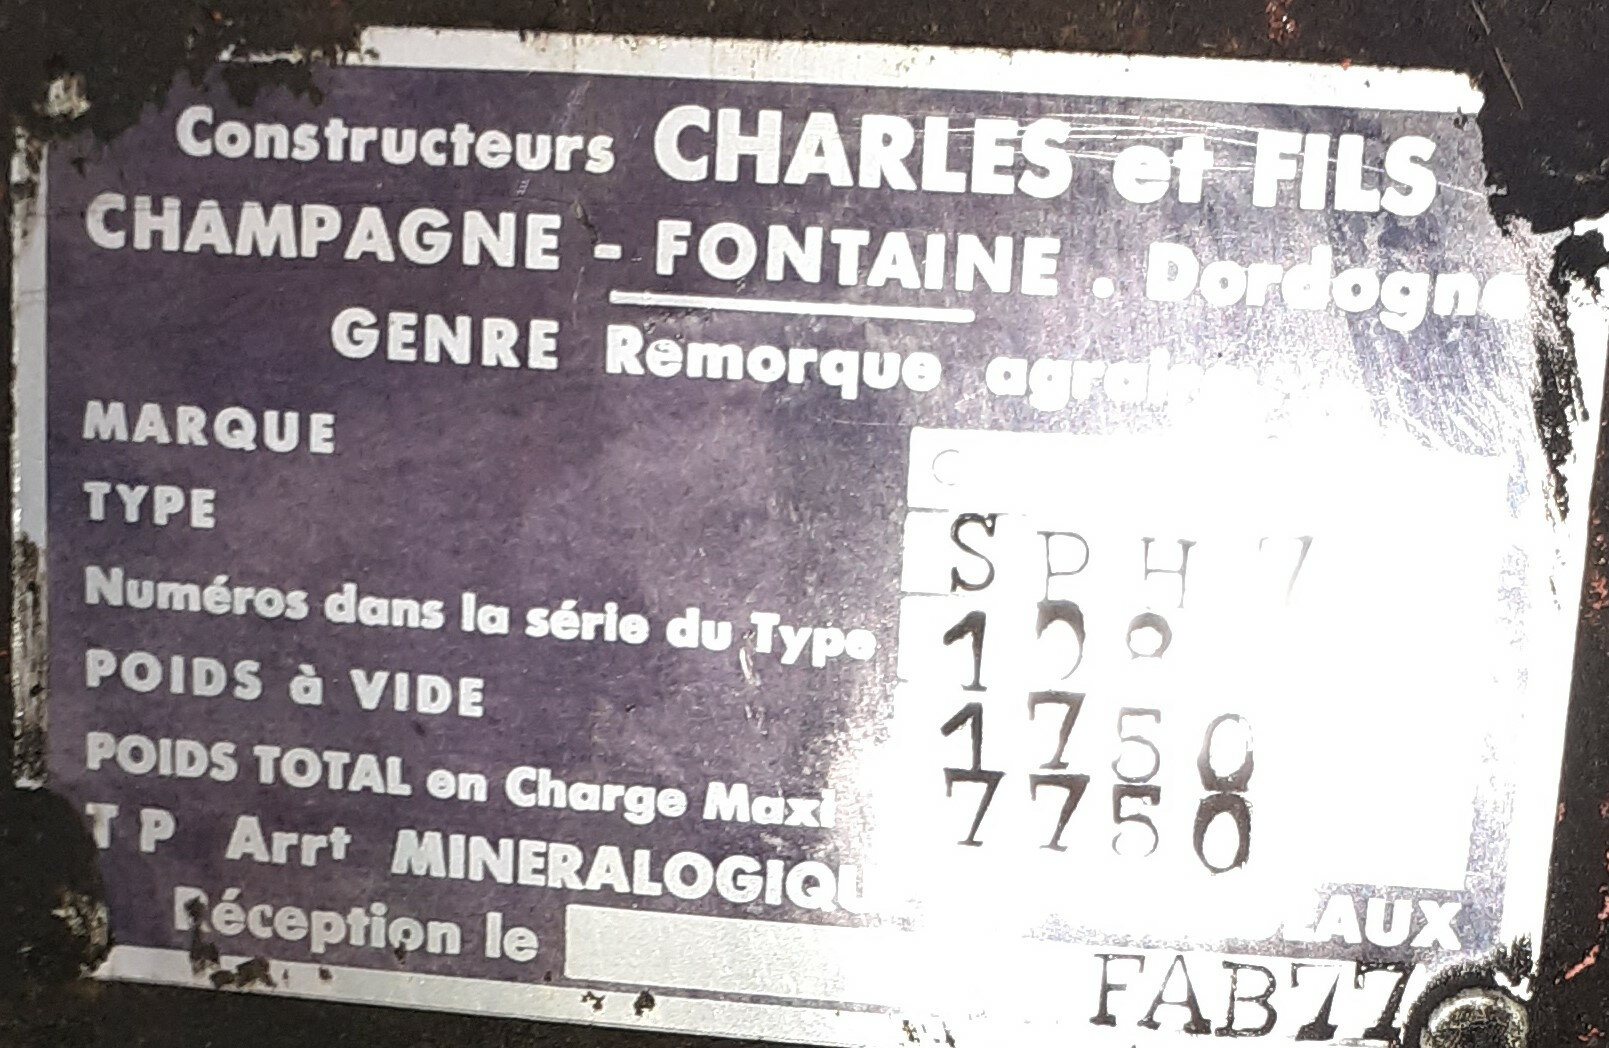 Constructeurs CHARLES et FILS
CHAMPAGNE - FONTAINE . Dordogne
GENRE Remorque
MARQUE
TYPE S P H 7
Numéros dans la série du Type
POIDS à VIDE 1750
POIDS TOTAL en Charge Maxi 7750
T P Arrt
Réception le FAB77